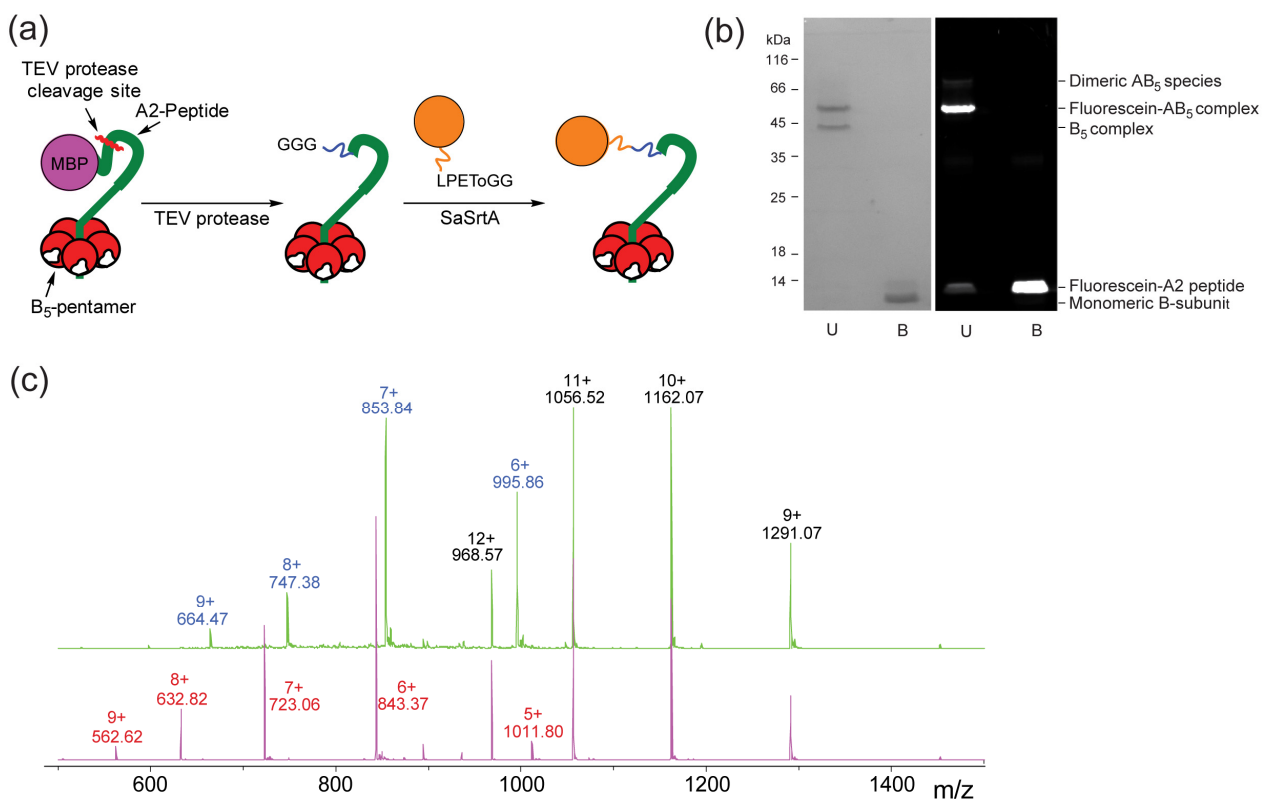 (a)
TEV protease
cleavage site
A2-Peptide
MBP
B5-pentamer
TEV protease
GGG
LPEToGG
SaSrtA
(b)
kDa
116
66
45
35
25
18
14
U
B
U
B
Dimeric AB5 species
Fluorescein-AB5 complex
B5 complex
Fluorescein-A2 peptide
Monomeric B-subunit
(c)
9+
664.47
8+
747.38
7+
853.84
12+
968.57
6+
995.86
11+
1056.52
10+
1162.07
9+
1291.07
9+
562.62
8+
632.82
7+
723.06
6+
843.37
5+
1011.80
600
800
1000
1200
1400
m/z